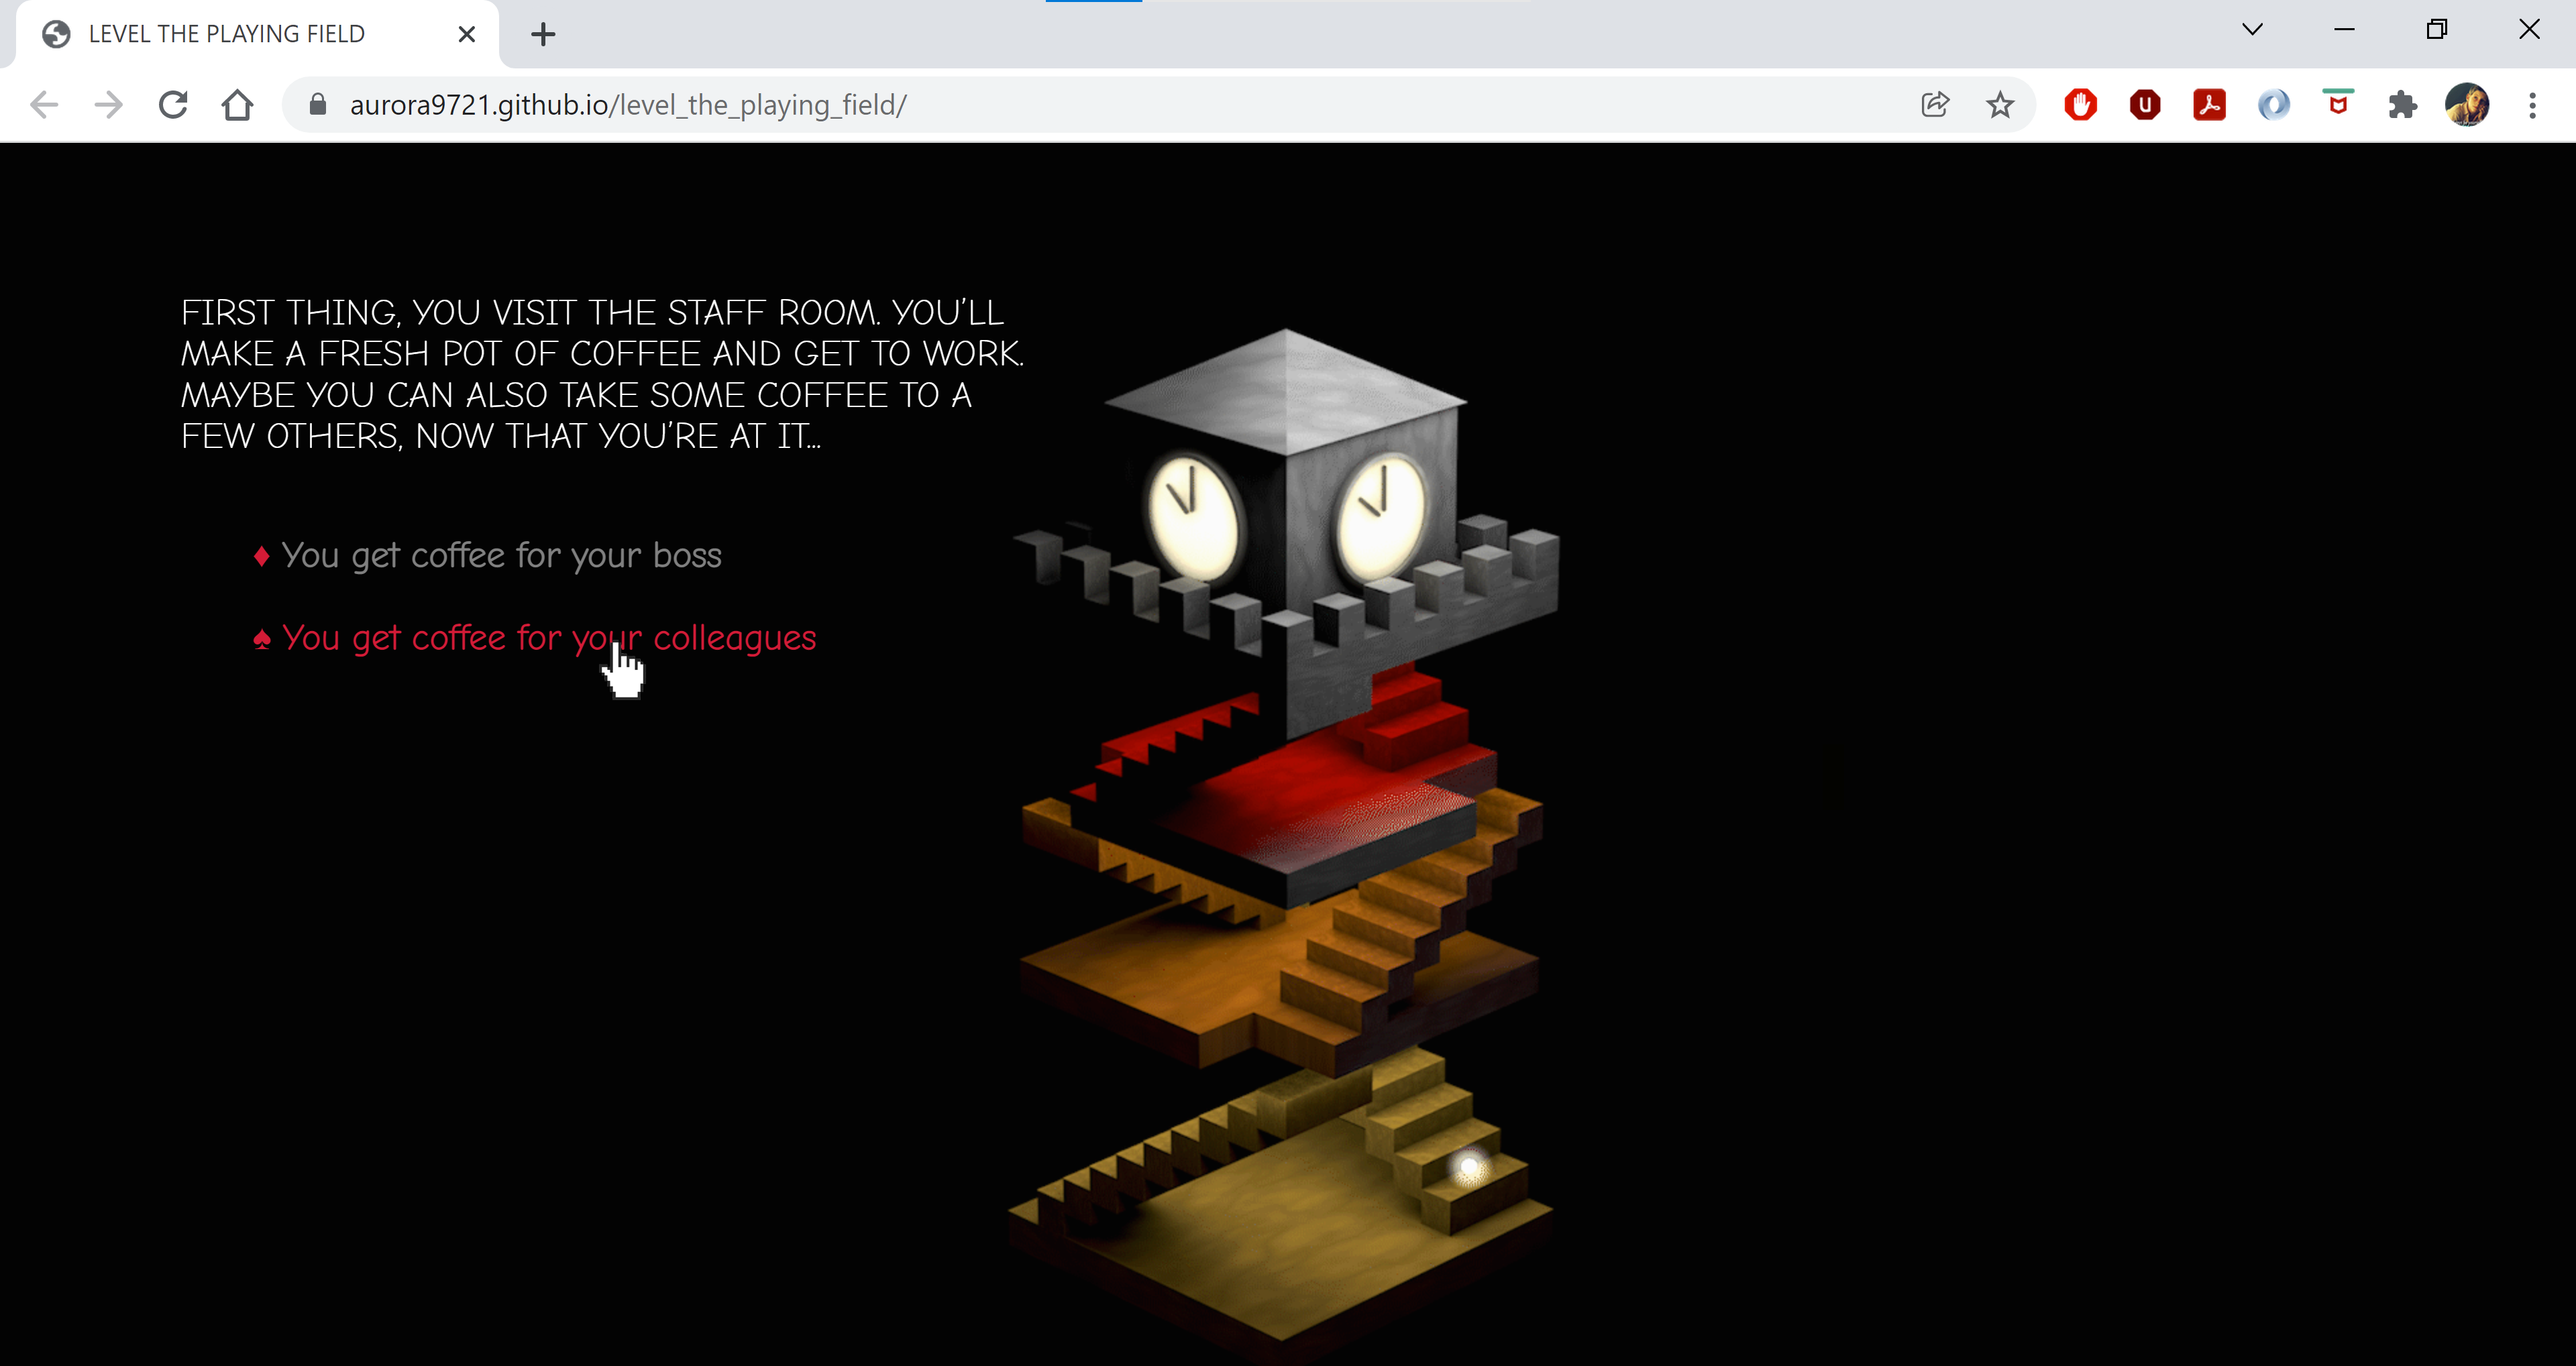 LEVEL THE PLAYING FIELD
aurora9721.github.io/level_the_playing_field/
FIRST THING, YOU VISIT THE STAFF ROOM. YOU'LL
MAKE A FRESH POT OF COFFEE AND GET TO WORK.
MAYBE YOU CAN ALSO TAKE SOME COFFEE TO A
FEW OTHERS, NOW THAT YOU'RE AT IT...
♦ You get coffee for your boss
♠ You get coffee for your colleagues